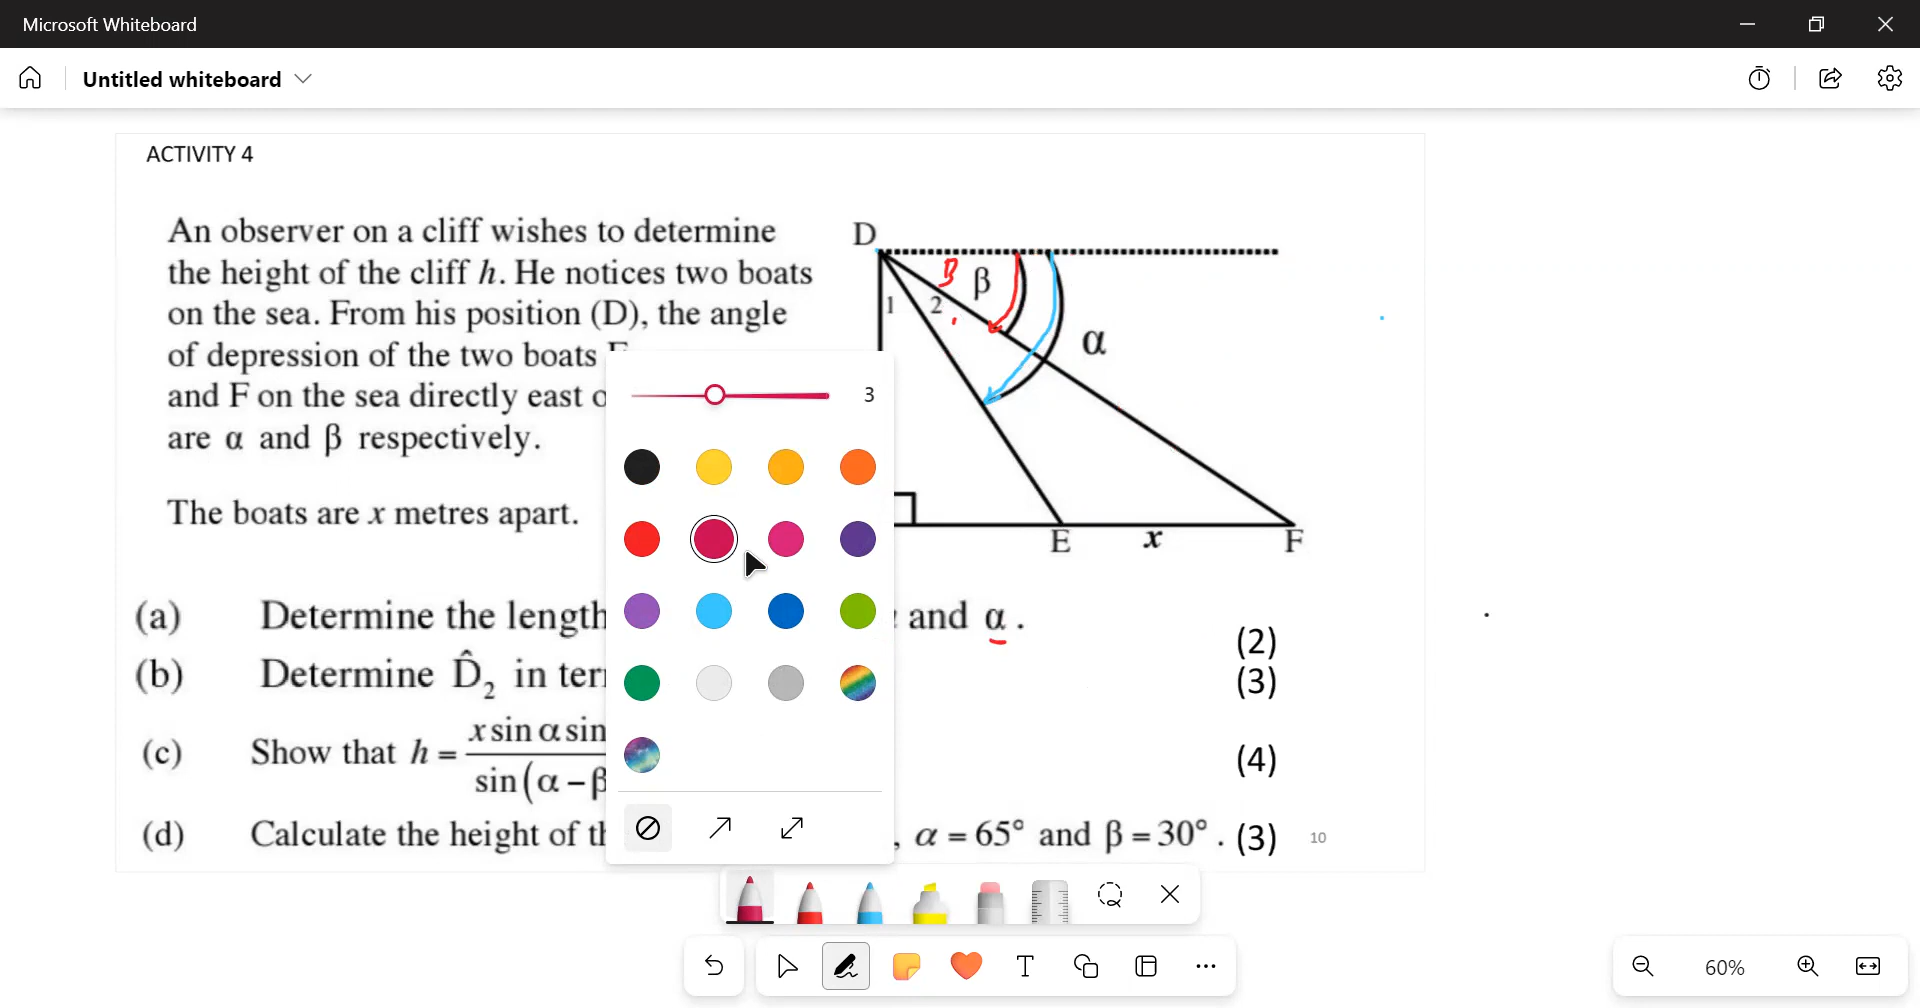 Microsoft Whiteboard
Untitled whiteboard
ACTIVITY 4
An observer on a cliff wishes to determine
the height of the cliff h. He notices two boats
on the sea. From his position (D), the angle
of depression of the two boats
and F on the sea directly east
are α and β respectively.
The boats are x metres apart.
D
B
β
1
2
α
E
x
F
3
(a) Determine the length and α .
(2)
(b) Determine D̂₂ in
(3)
(c) Show that h = x sin α sin
sin(α − β
(4)
(d) Calculate the height of , α = 65° and β = 30° . (3)
10
60%